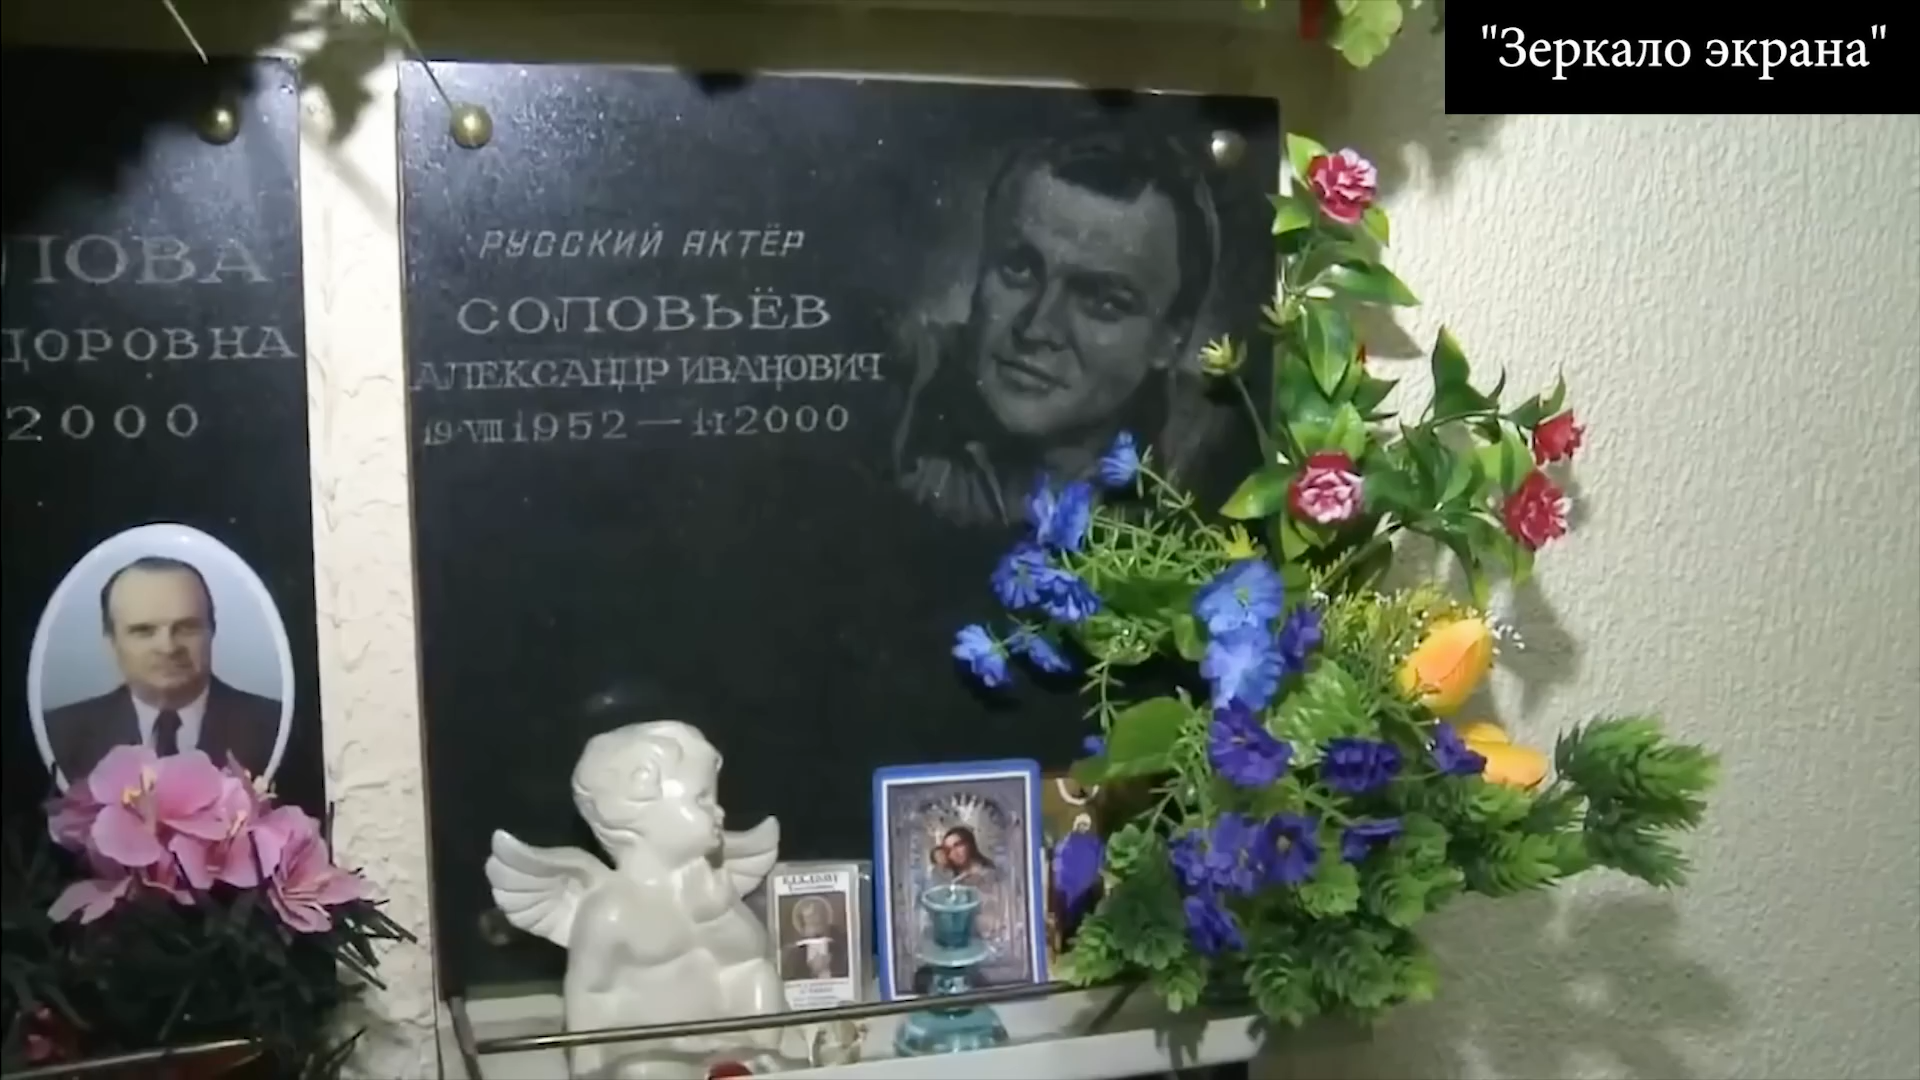 "Зеркало экрана"
ЛОВА
ДОРОВНА
2000
РУССКИЙ АКТЁР
СОЛОВЬЁВ
АЛЕКСАНДР ИВАНОВИЧ
19·VIII 1952 — 1·I 2000